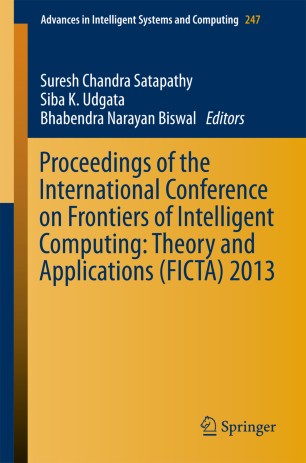 Advances in Intelligent Systems and Computing 247
Suresh Chandra Satapathy
Siba K. Udgata
Bhabendra Narayan Biswal Editors
Proceedings of the
International Conference
on Frontiers of Intelligent
Computing: Theory and
Applications (FICTA) 2013
Springer